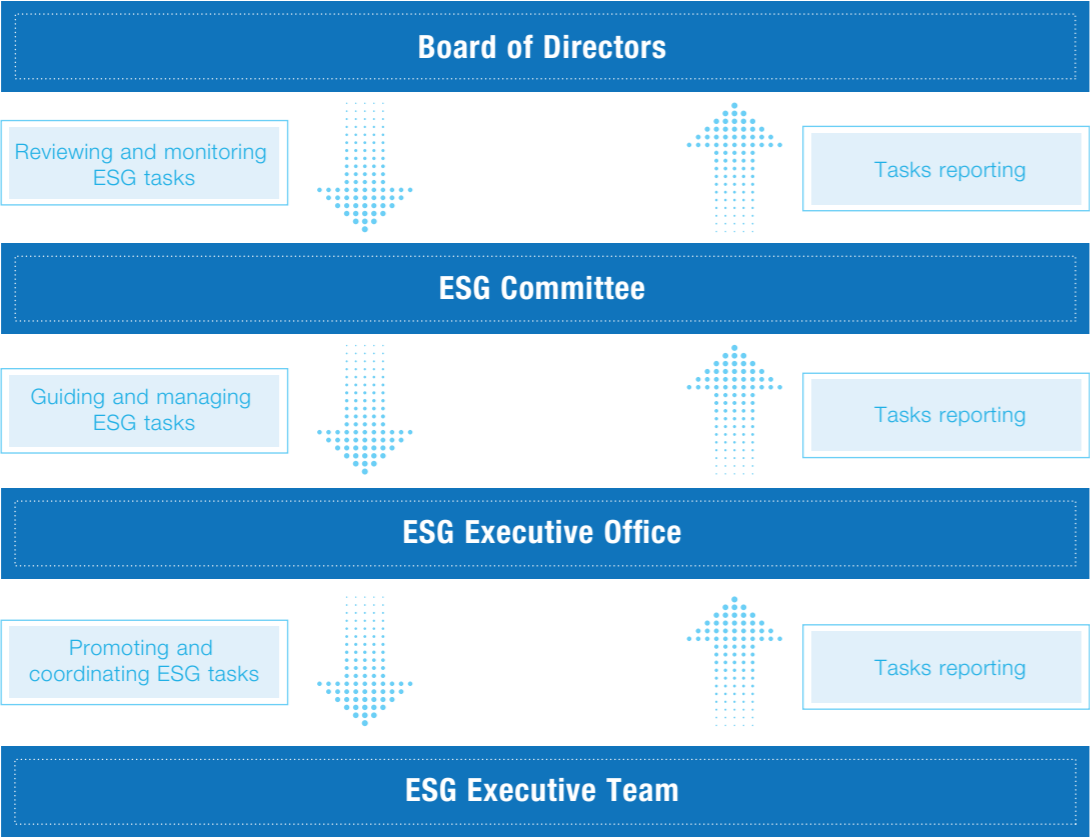 Board of Directors
Reviewing and monitoring
ESG tasks
Tasks reporting
ESG Committee
Guiding and managing
ESG tasks
Tasks reporting
ESG Executive Office
Promoting and
coordinating ESG tasks
Tasks reporting
ESG Executive Team